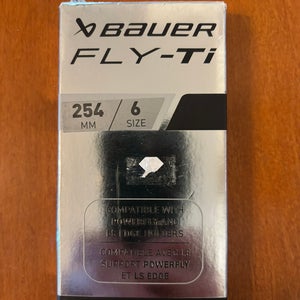 BAUER
FLY-Ti
254 6
MM SIZE
COMPATIBLE WITH
POWERFLY AND
LS EDGE HOLDERS.
COMPATIBLE AVEC LE
SUPPORT POWERFLY
ET LS EDGE